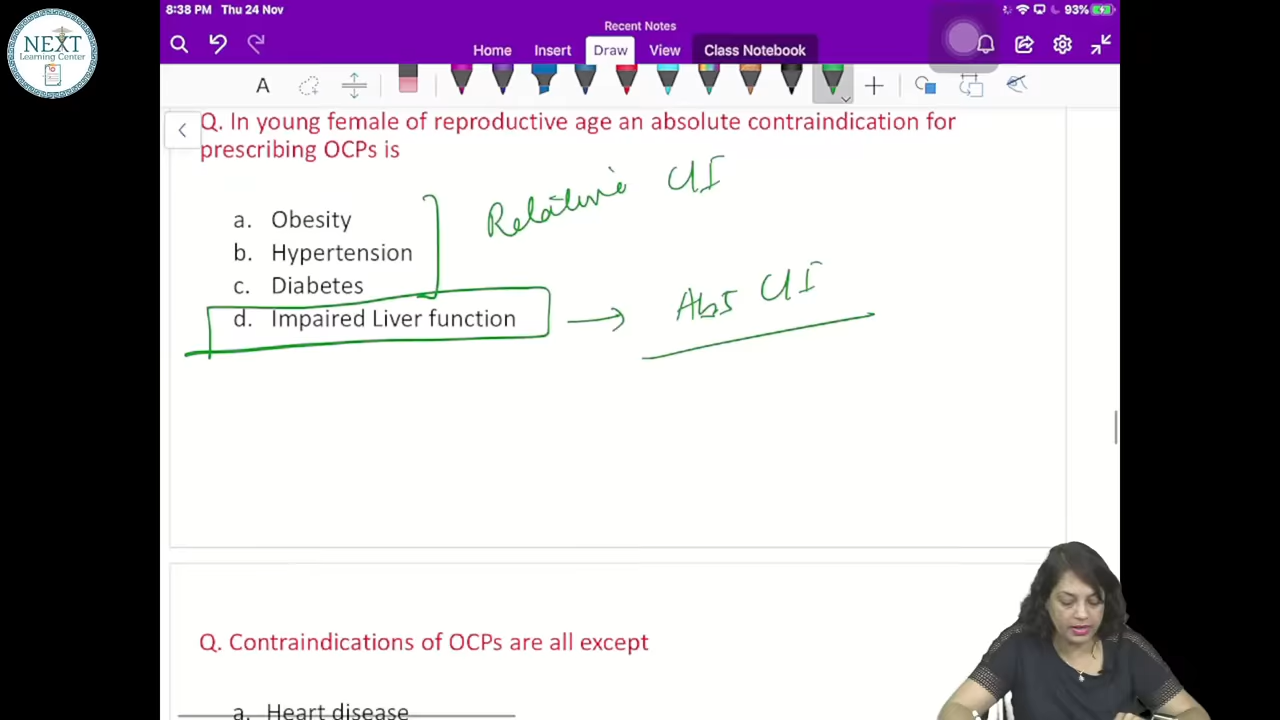 8:38 PM Thu 24 Nov
93%
NEXT
Learning Center
Recent Notes
Home Insert Draw View Class Notebook
A
Q. In young female of reproductive age an absolute contraindication for
prescribing OCPs is
Relative C/I
a. Obesity
b. Hypertension
c. Diabetes
d. Impaired Liver function → Abs C/I
Q. Contraindications of OCPs are all except
a. Heart disease